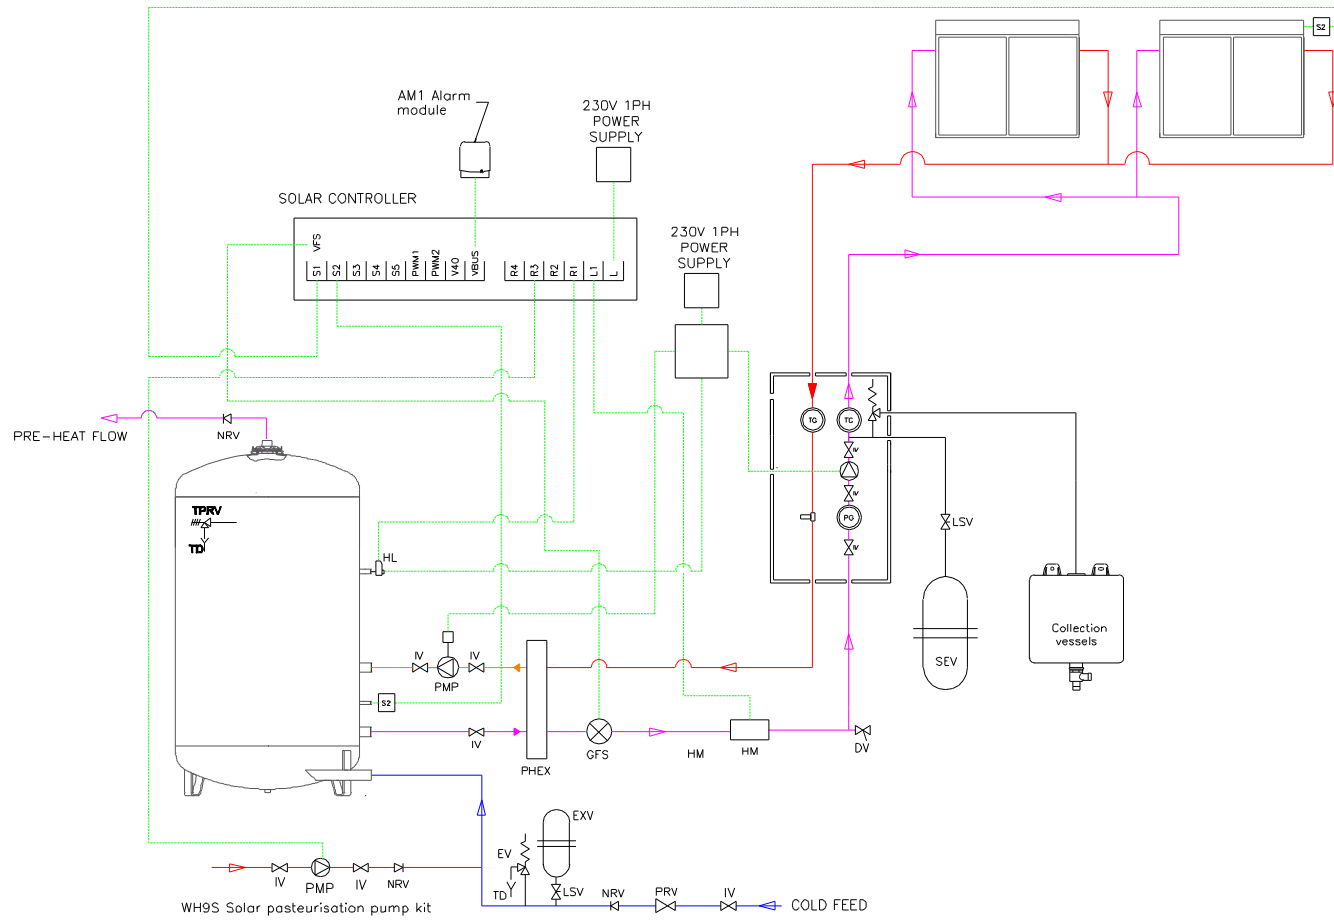 S2
AM1 Alarm
module
230V 1PH
POWER
SUPPLY
SOLAR CONTROLLER
230V 1PH
POWER
SUPPLY
VFS
S1
S2
S3
S4
S5
PWM1
PWM2
V40
VBUS
R4
R3
R2
R1
L1
L
PRE-HEAT FLOW
NRV
TG
TG
IV
IV
PG
IV
TPRV
TD
HL
LSV
SEV
Collection
vessels
IV
PMP
IV
S2
IV
PHEX
GFS
HM
HM
DV
EXV
EV
TD
LSV
IV
PMP
IV
NRV
NRV
PRV
IV
COLD FEED
WH9S Solar pasteurisation pump kit